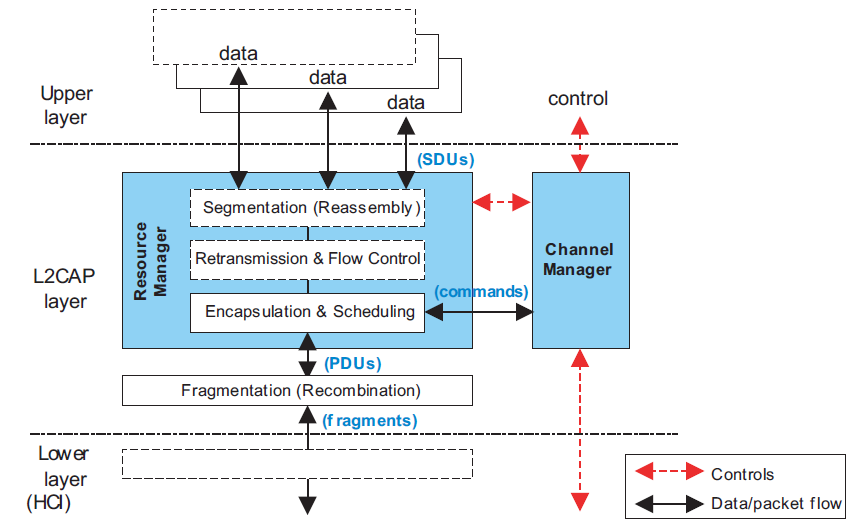 data
data
data
Upper
layer
control
(SDUs)
Segmentation (Reassembly)
Resource
Manager
Retransmission & Flow Control
Channel
Manager
L2CAP
layer
(commands)
Encapsulation & Scheduling
(PDUs)
Fragmentation (Recombination)
(fragments)
Lower
layer
(HCI)
Controls
Data/packet flow